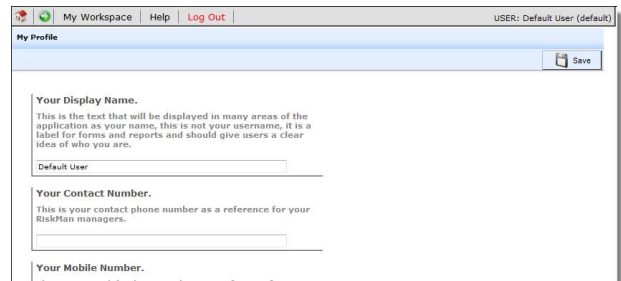 My Workspace | Help | Log Out | USER: Default User (default)
My Profile
Save
Your Display Name.
This is the text that will be displayed in many areas of the
application as your name, this is not your username, it is a
label for forms and reports and should give users a clear
idea of who you are.
Default User
Your Contact Number.
This is your contact phone number as a reference for your
RiskMan managers.
Your Mobile Number.